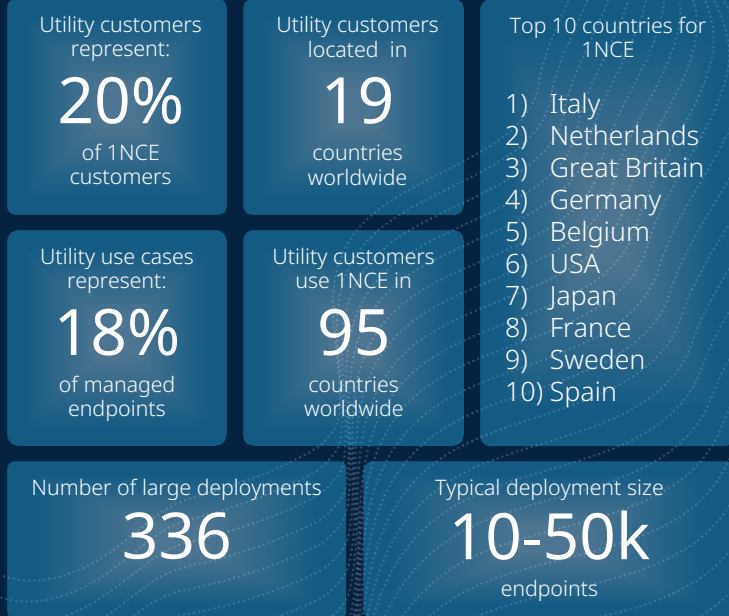 Utility customers
represent:
20%
of 1NCE
customers
Utility customers
located in
19
countries
worldwide
Top 10 countries for
1NCE
1) Italy
2) Netherlands
3) Great Britain
4) Germany
5) Belgium
6) USA
7) Japan
8) France
9) Sweden
10) Spain
Utility use cases
represent:
18%
of managed
endpoints
Utility customers
use 1NCE in
95
countries
worldwide
Number of large deployments
336
Typical deployment size
10-50k
endpoints